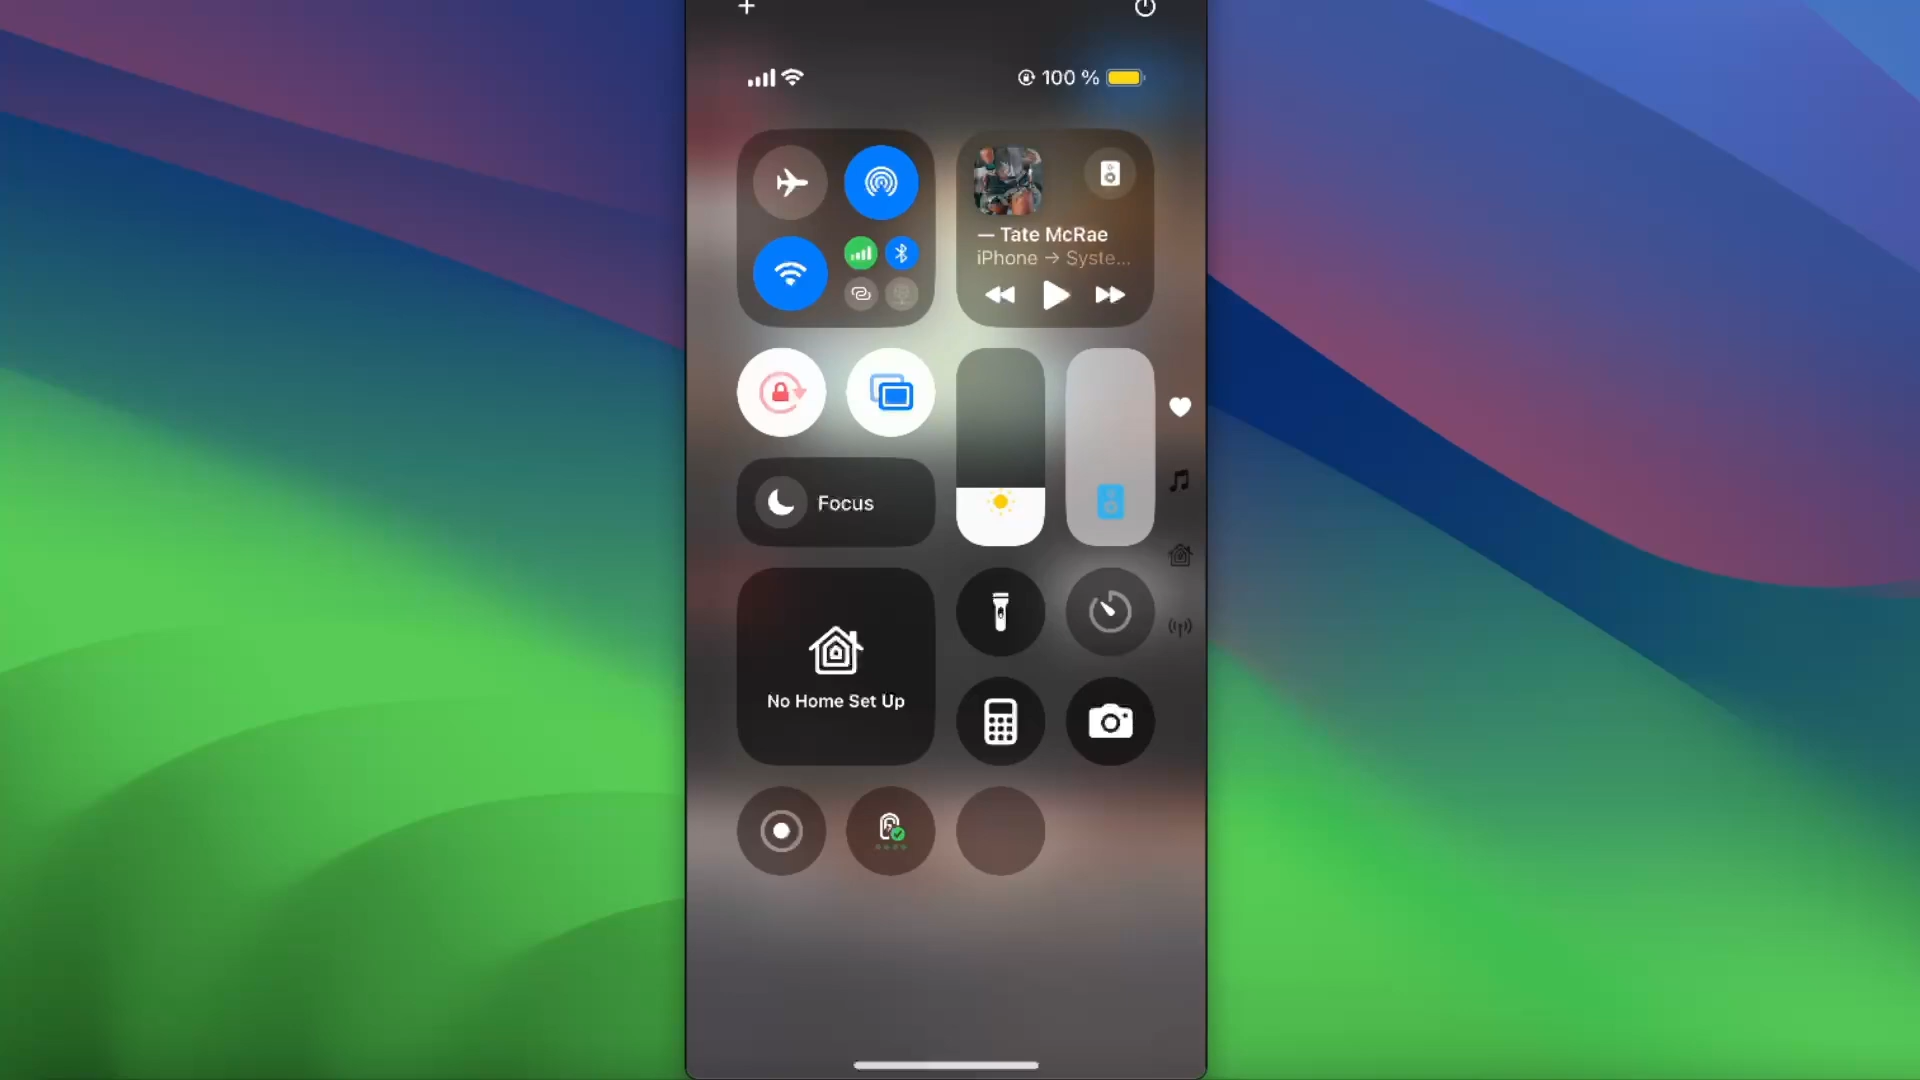 100 %
— Tate McRae
iPhone → Syste...
Focus
No Home Set Up